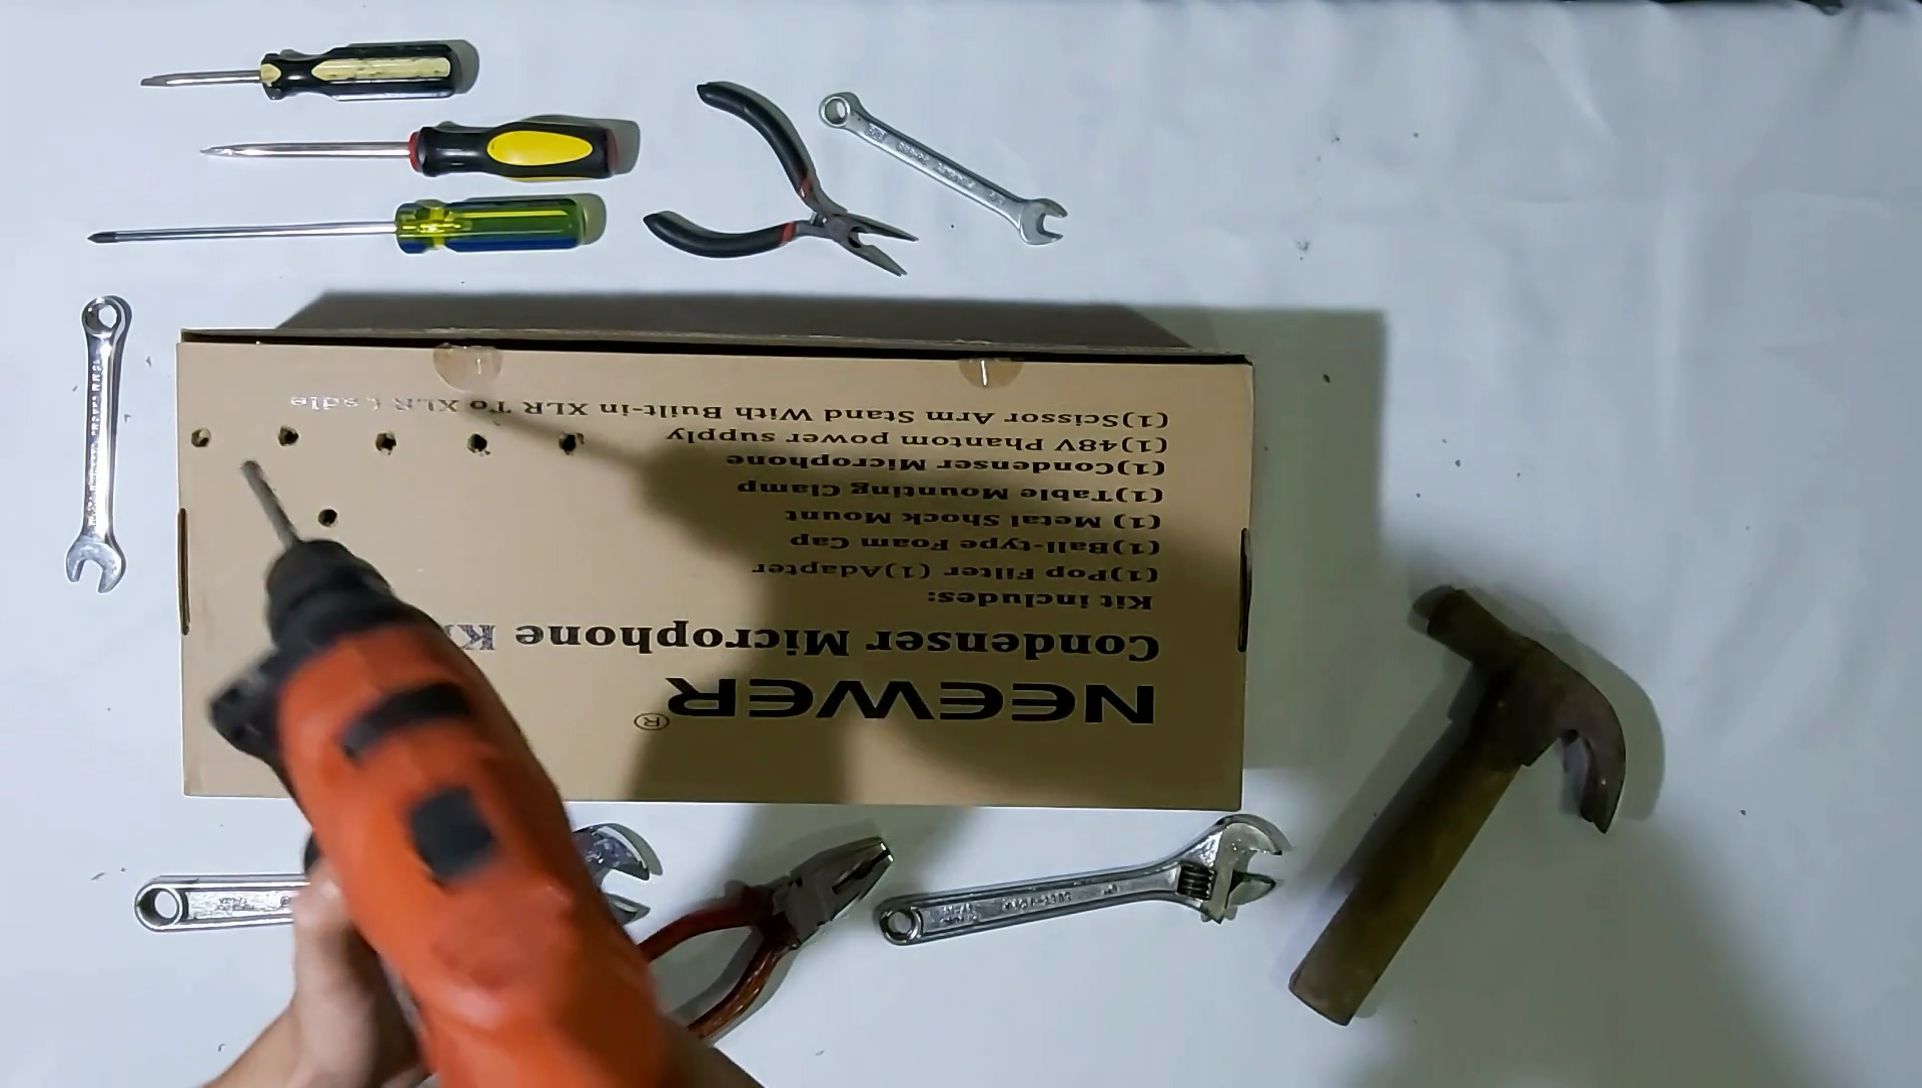 NEEWER®
Condenser Microphone
Kit includes:
(1)Pop Filter (1)Adapter
(1)Ball-type Foam Cap
(1) Metal Shock Mount
(1)Table Mounting Clamp
(1)Condenser Microphone
(1)48V Phantom power supply
(1)Scissor Arm Stand With Built-in XLR To XLR Cable